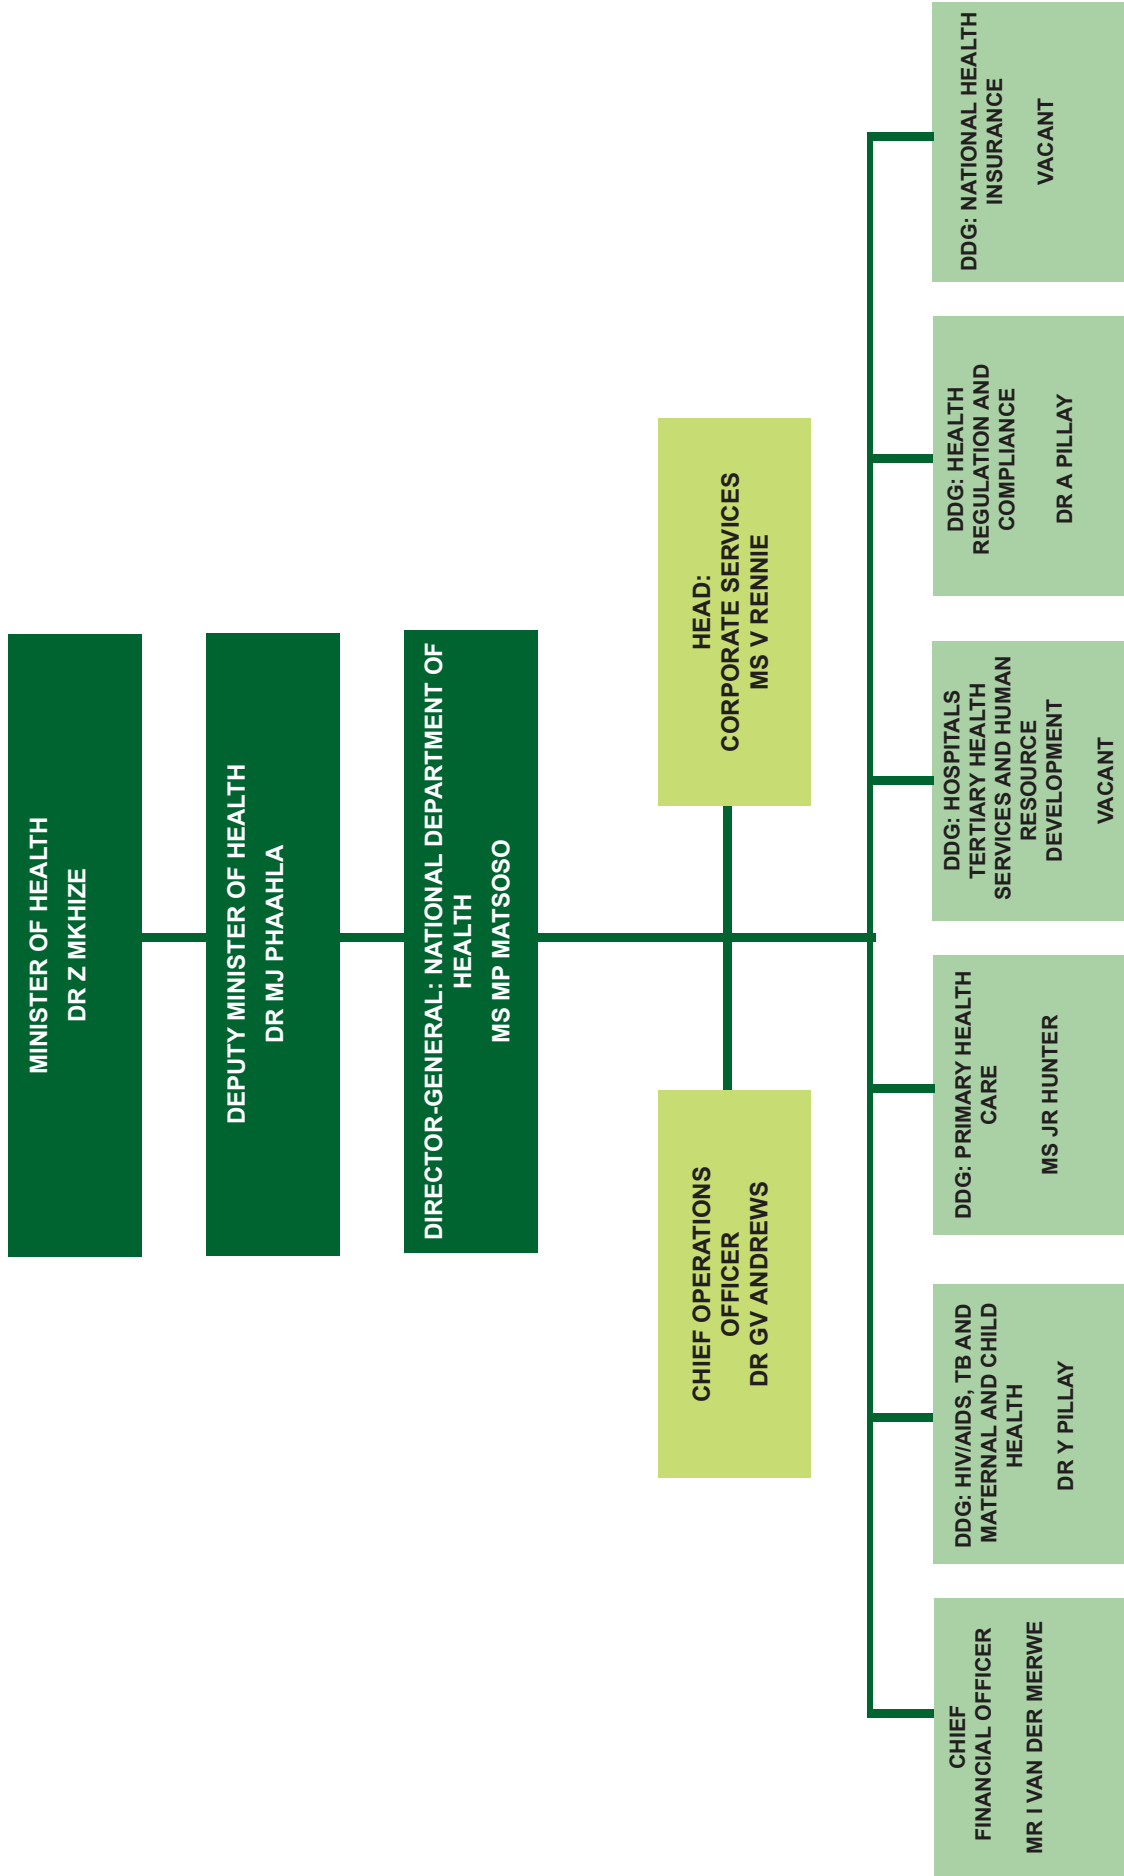 MINISTER OF HEALTH
DR Z MKHIZE
DEPUTY MINISTER OF HEALTH
DR MJ PHAAHLA
DIRECTOR-GENERAL: NATIONAL DEPARTMENT OF
HEALTH
MS MP MATSOSO
CHIEF OPERATIONS
OFFICER
DR GV ANDREWS
HEAD:
CORPORATE SERVICES
MS V RENNIE
CHIEF
FINANCIAL OFFICER
MR I VAN DER MERWE
DDG: HIV/AIDS, TB AND
MATERNAL AND CHILD
HEALTH
DR Y PILLAY
DDG: PRIMARY HEALTH
CARE
MS JR HUNTER
DDG: HOSPITALS
TERTIARY HEALTH
SERVICES AND HUMAN
RESOURCE
DEVELOPMENT
VACANT
DDG: HEALTH
REGULATION AND
COMPLIANCE
DR A PILLAY
DDG: NATIONAL HEALTH
INSURANCE
VACANT